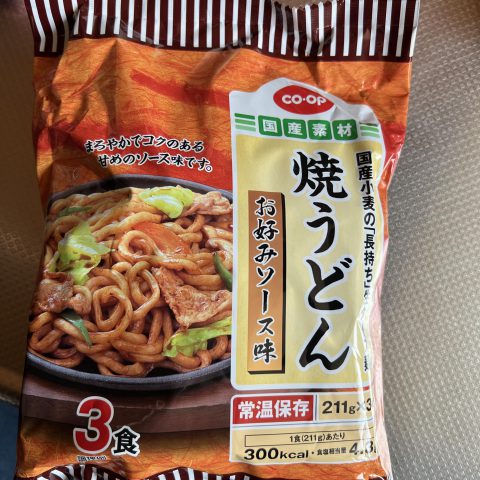 CO·OP
国産素材
まろやかでコクのある
甘めのソース味です。
焼うどん
お好みソース味
国産小麦の「長持ち
3食
常温保存
211g×3
1食(211g)あたり
300kcal・食塩相当量